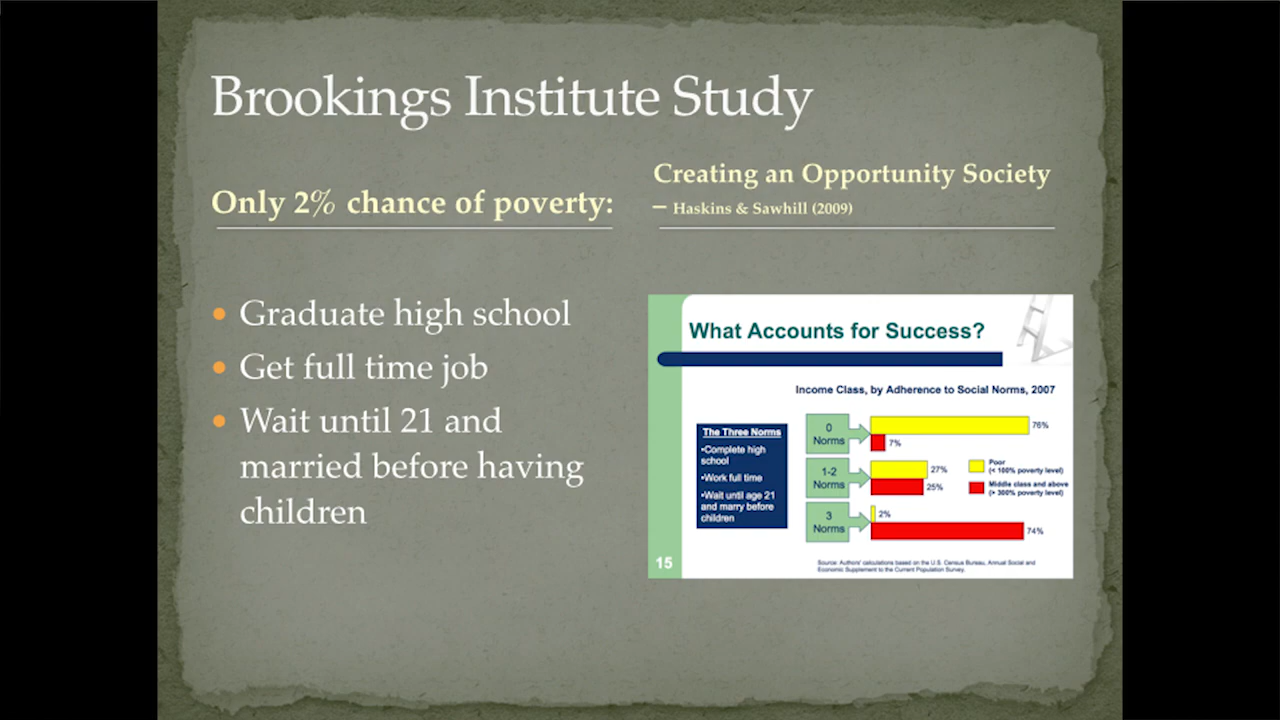 Brookings Institute Study
Only 2% chance of poverty:
Creating an Opportunity Society
– Haskins & Sawhill (2009)
• Graduate high school
• Get full time job
• Wait until 21 and
married before having
children
What Accounts for Success?
Income Class, by Adherence to Social Norms, 2007
The Three Norms
•Complete high
school
•Work full time
•Wait until age 21
and marry before
children
0
Norms
76%
7%
1-2
Norms
27%
25%
3
Norms
2%
74%
Poor
(< 100% poverty level)
Middle class and above
(> 300% poverty level)
Source: Authors' calculations based on the U.S. Census Bureau, Annual Social and
Economic Supplement to the Current Population Survey.
15